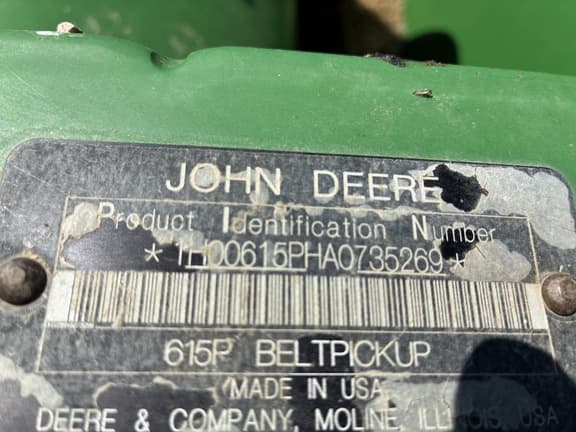 JOHN DEERE
Product Identification Number
*1H00615PHA0735269*
615P BELTPICKUP
MADE IN USA
DEERE & COMPANY, MOLINE, ILLINOIS, USA